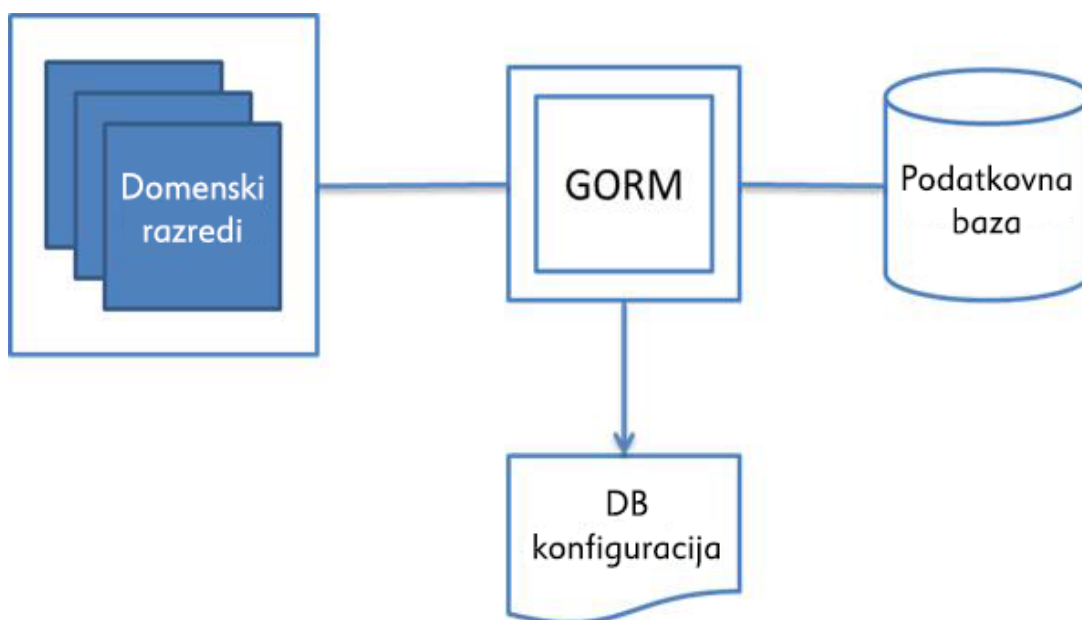 Domenski
razredi
GORM
Podatkovna
baza
DB
konfiguracija